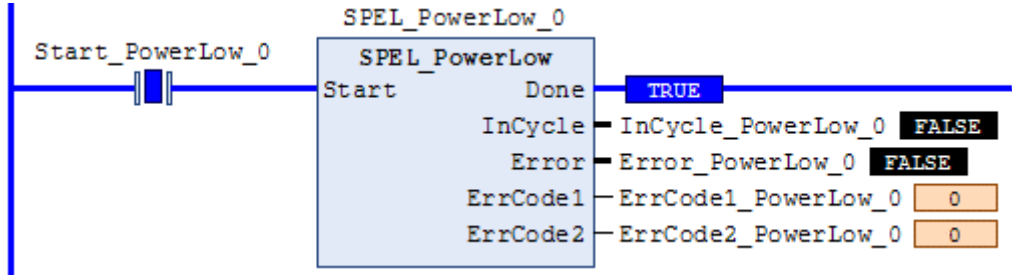 SPEL_PowerLow_0
Start_PowerLow_0
SPEL_PowerLow
Start Done TRUE
InCycle InCycle_PowerLow_0 FALSE
Error Error_PowerLow_0 FALSE
ErrCode1 ErrCode1_PowerLow_0 0
ErrCode2 ErrCode2_PowerLow_0 0